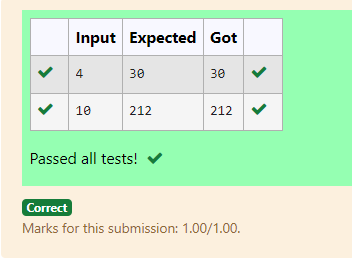 Input Expected Got
4 30 30
10 212 212
Passed all tests!
Correct
Marks for this submission: 1.00/1.00.